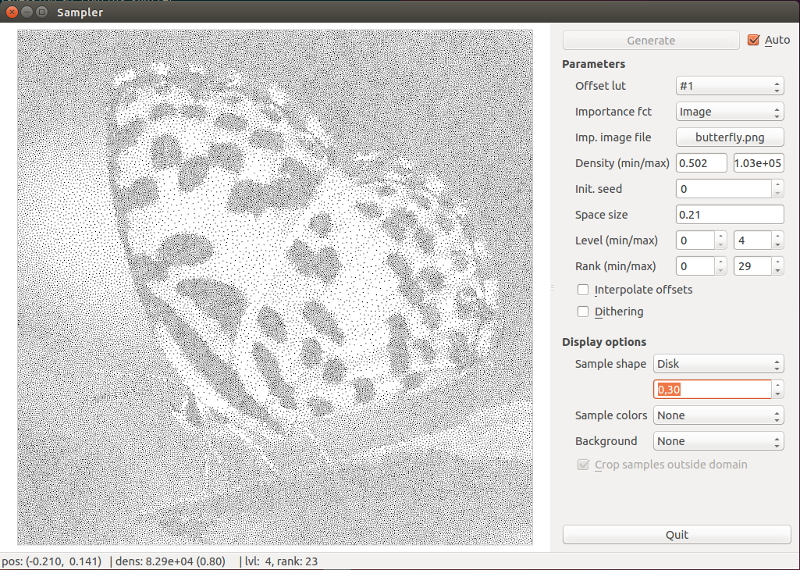 Sampler
Generate Auto
Parameters
Offset lut #1
Importance fct Image
Imp. image file butterfly.png
Density (min/max) 0.502 1.03e+05
Init. seed 0
Space size 0.21
Level (min/max) 0 4
Rank (min/max) 0 29
Interpolate offsets
Dithering
Display options
Sample shape Disk
0,30
Sample colors None
Background None
Crop samples outside domain
Quit
pos: (-0.210, 0.141) | dens: 8.29e+04 (0.80) | lvl: 4, rank: 23